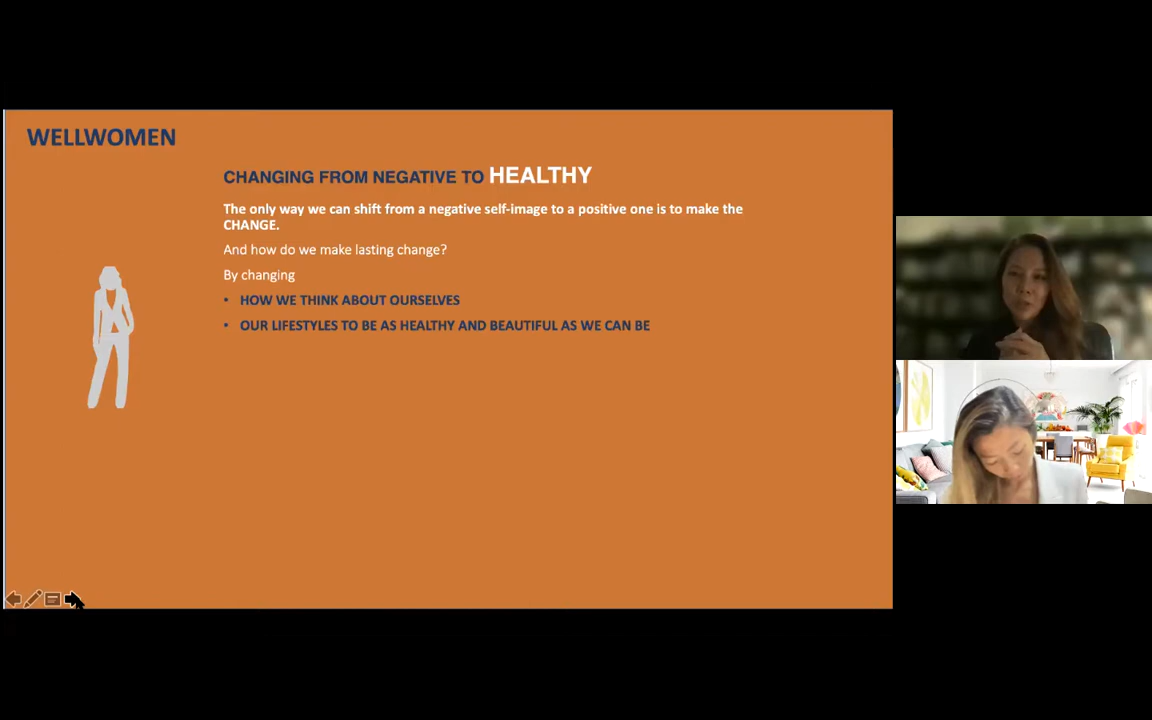 WELLWOMEN
CHANGING FROM NEGATIVE TO HEALTHY
The only way we can shift from a negative self-image to a positive one is to make the
CHANGE.
And how do we make lasting change?
By changing
• HOW WE THINK ABOUT OURSELVES
• OUR LIFESTYLES TO BE AS HEALTHY AND BEAUTIFUL AS WE CAN BE